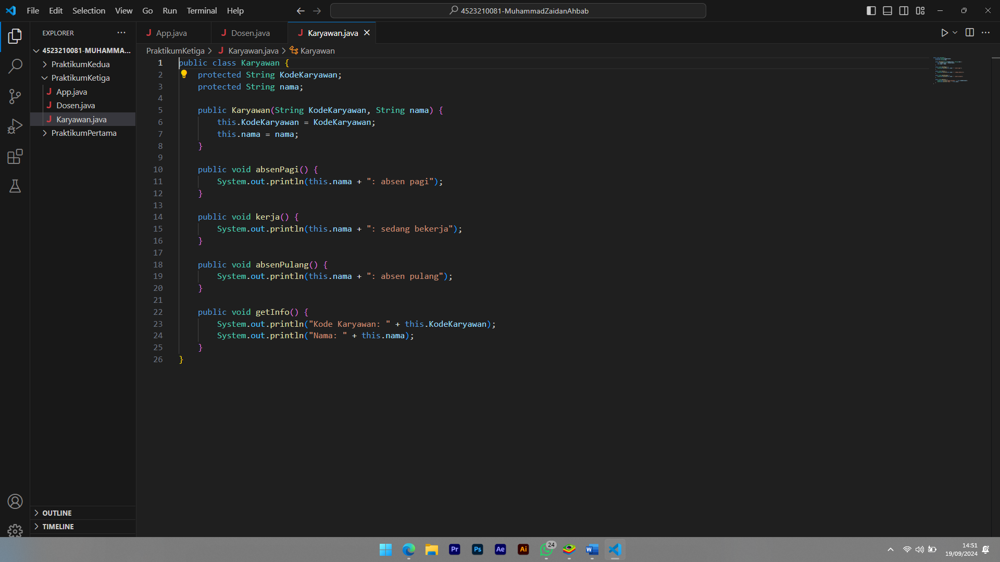 File Edit Selection View Go Run Terminal Help
4523210081-MuhammadZaidanAhbab
EXPLORER
4523210081-MUHAMMA...
PraktikumKedua
PraktikumKetiga
App.java
Dosen.java
Karyawan.java
PraktikumPertama
OUTLINE
TIMELINE
App.java Dosen.java Karyawan.java
PraktikumKetiga > Karyawan.java > Karyawan
1 public class Karyawan {
2     protected String KodeKaryawan;
3     protected String nama;
4
5     public Karyawan(String KodeKaryawan, String nama) {
6         this.KodeKaryawan = KodeKaryawan;
7         this.nama = nama;
8     }
9
10     public void absenPagi() {
11         System.out.println(this.nama + ": absen pagi");
12     }
13
14     public void kerja() {
15         System.out.println(this.nama + ": sedang bekerja");
16     }
17
18     public void absenPulang() {
19         System.out.println(this.nama + ": absen pulang");
20     }
21
22     public void getInfo() {
23         System.out.println("Kode Karyawan: " + this.KodeKaryawan);
24         System.out.println("Nama: " + this.nama);
25     }
26 }
Pr Ps Ae Ai 24 W
14:51
19/09/2024